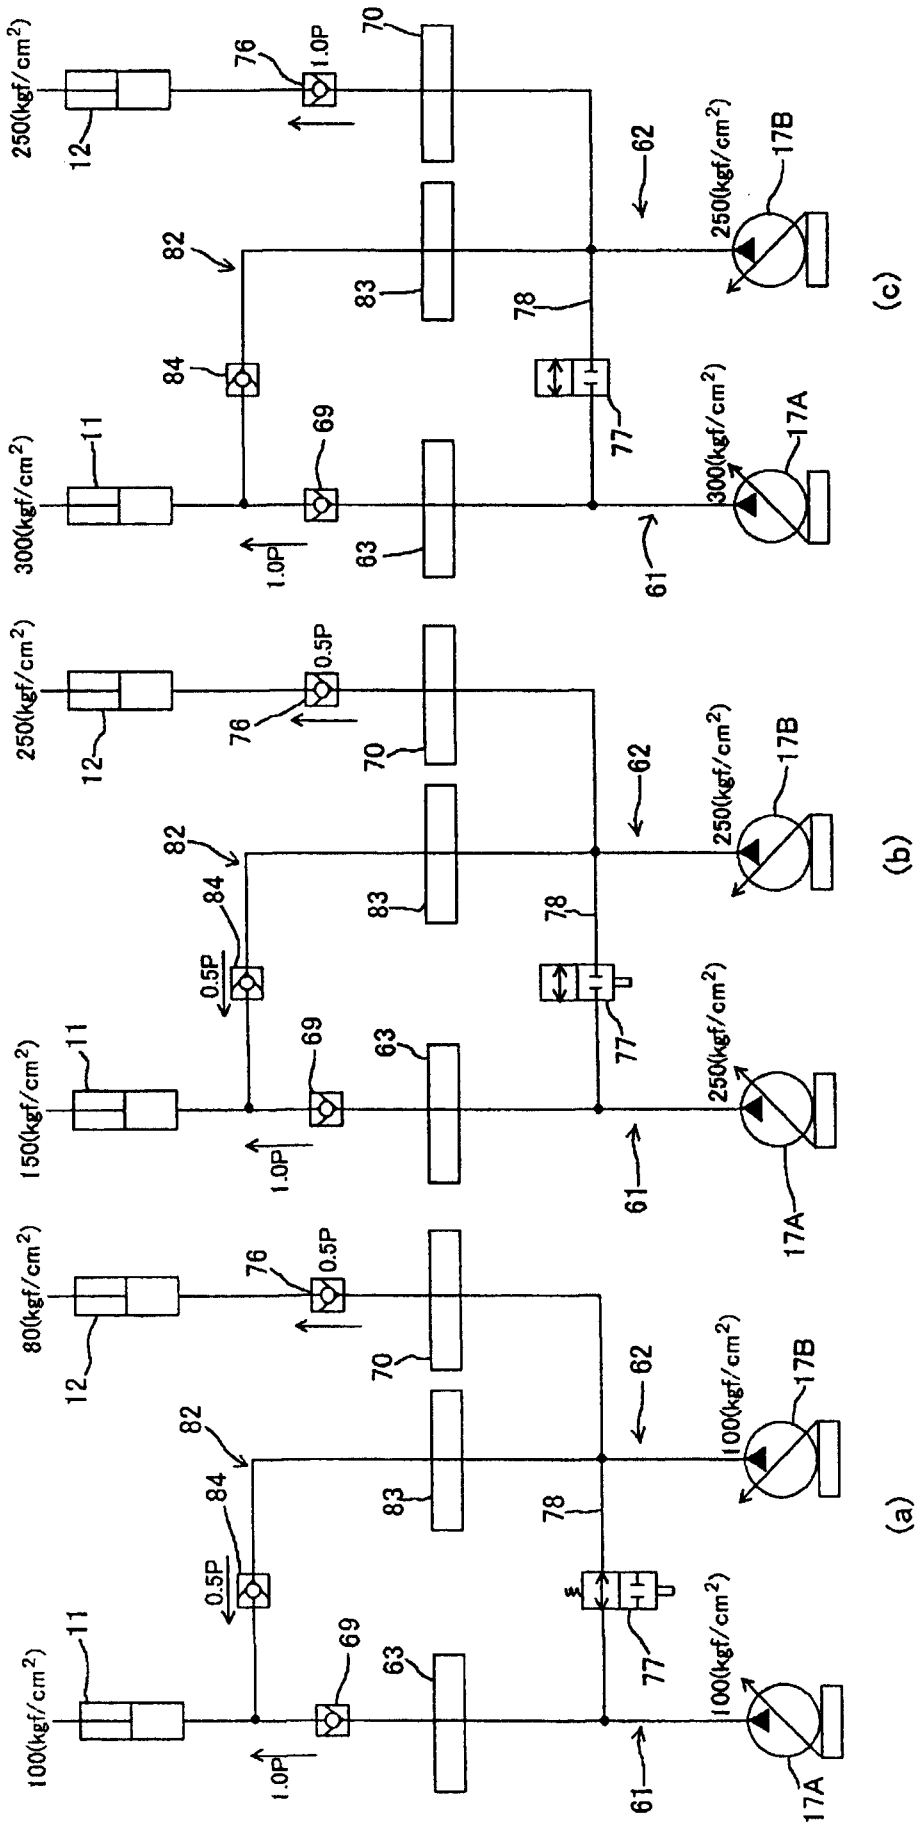 100(kgf/cm²)
11
80(kgf/cm²)
12
82
84
0.5P
76
0.5P
69
1.0P
63
83
70
78
77
62
61
100(kgf/cm²)
17A
100(kgf/cm²)
17B
(a)
150(kgf/cm²)
11
250(kgf/cm²)
12
82
84
0.5P
76
0.5P
69
1.0P
63
83
70
78
77
62
61
250(kgf/cm²)
17A
250(kgf/cm²)
17B
(b)
300(kgf/cm²)
11
250(kgf/cm²)
12
82
84
76
1.0P
69
1.0P
63
83
70
78
77
62
61
300(kgf/cm²)
17A
250(kgf/cm²)
17B
(c)